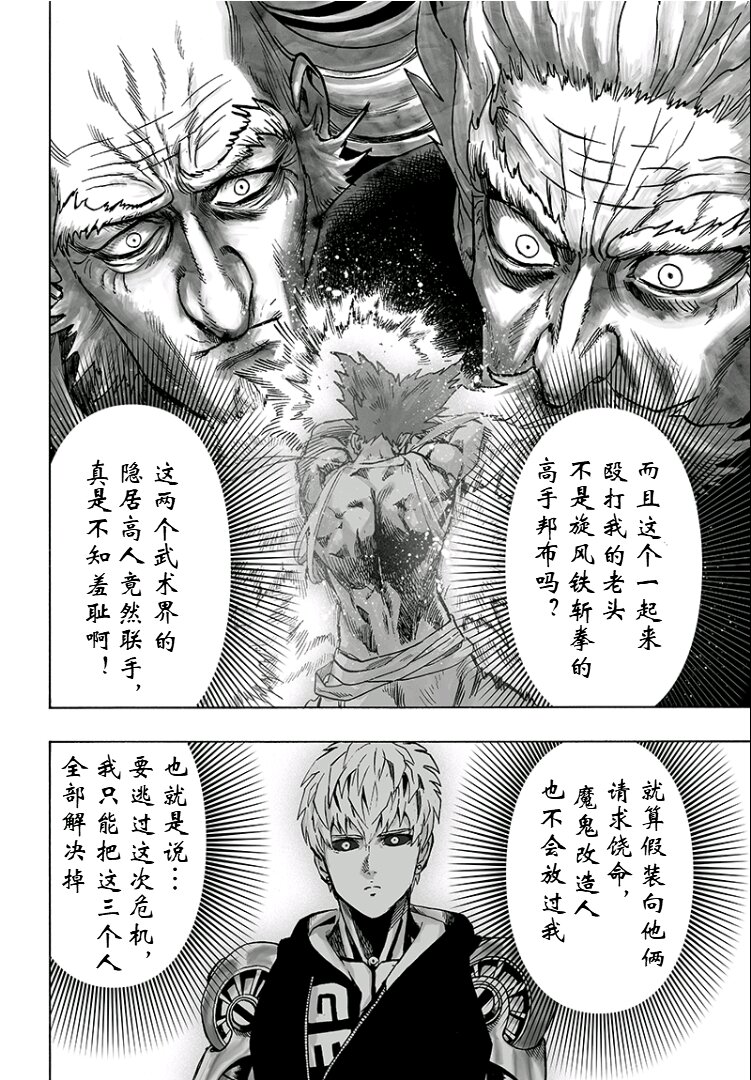 而且这个一起来
殴打我的老头
不是旋风铁斩拳的
高手邦布吗？
这两个武术界的
隐居高人竟然联手，
真是不知羞耻啊！
就算假装向他俩
请求饶命，
魔鬼改造人
也不会放过我
也就是说…
要逃过这次危机，
我只能把这三个人
全部解决掉
GE